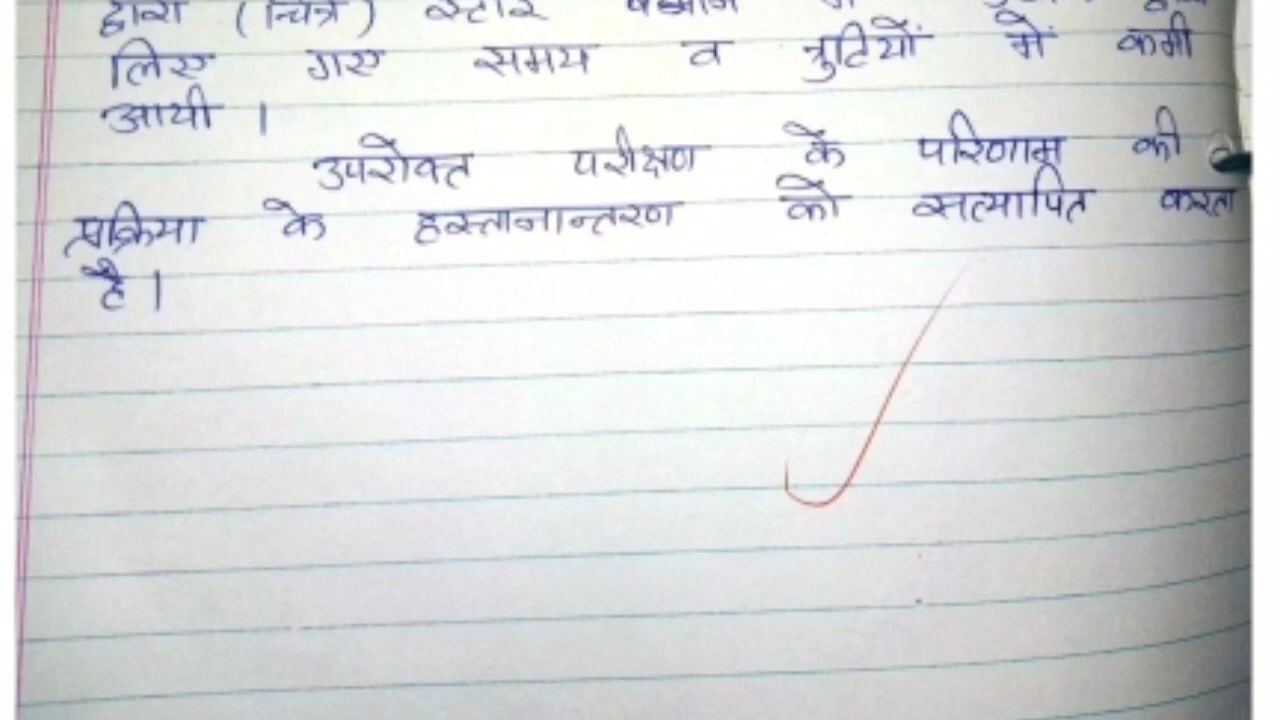 द्वारा (चित्र) स्टार
लिए गए समय व त्रुटियों में कमी
आयी ।
उपरोक्त परीक्षण के परिणाम की
प्रक्रिया के हस्तानान्तरण को सत्यापित करता
है ।